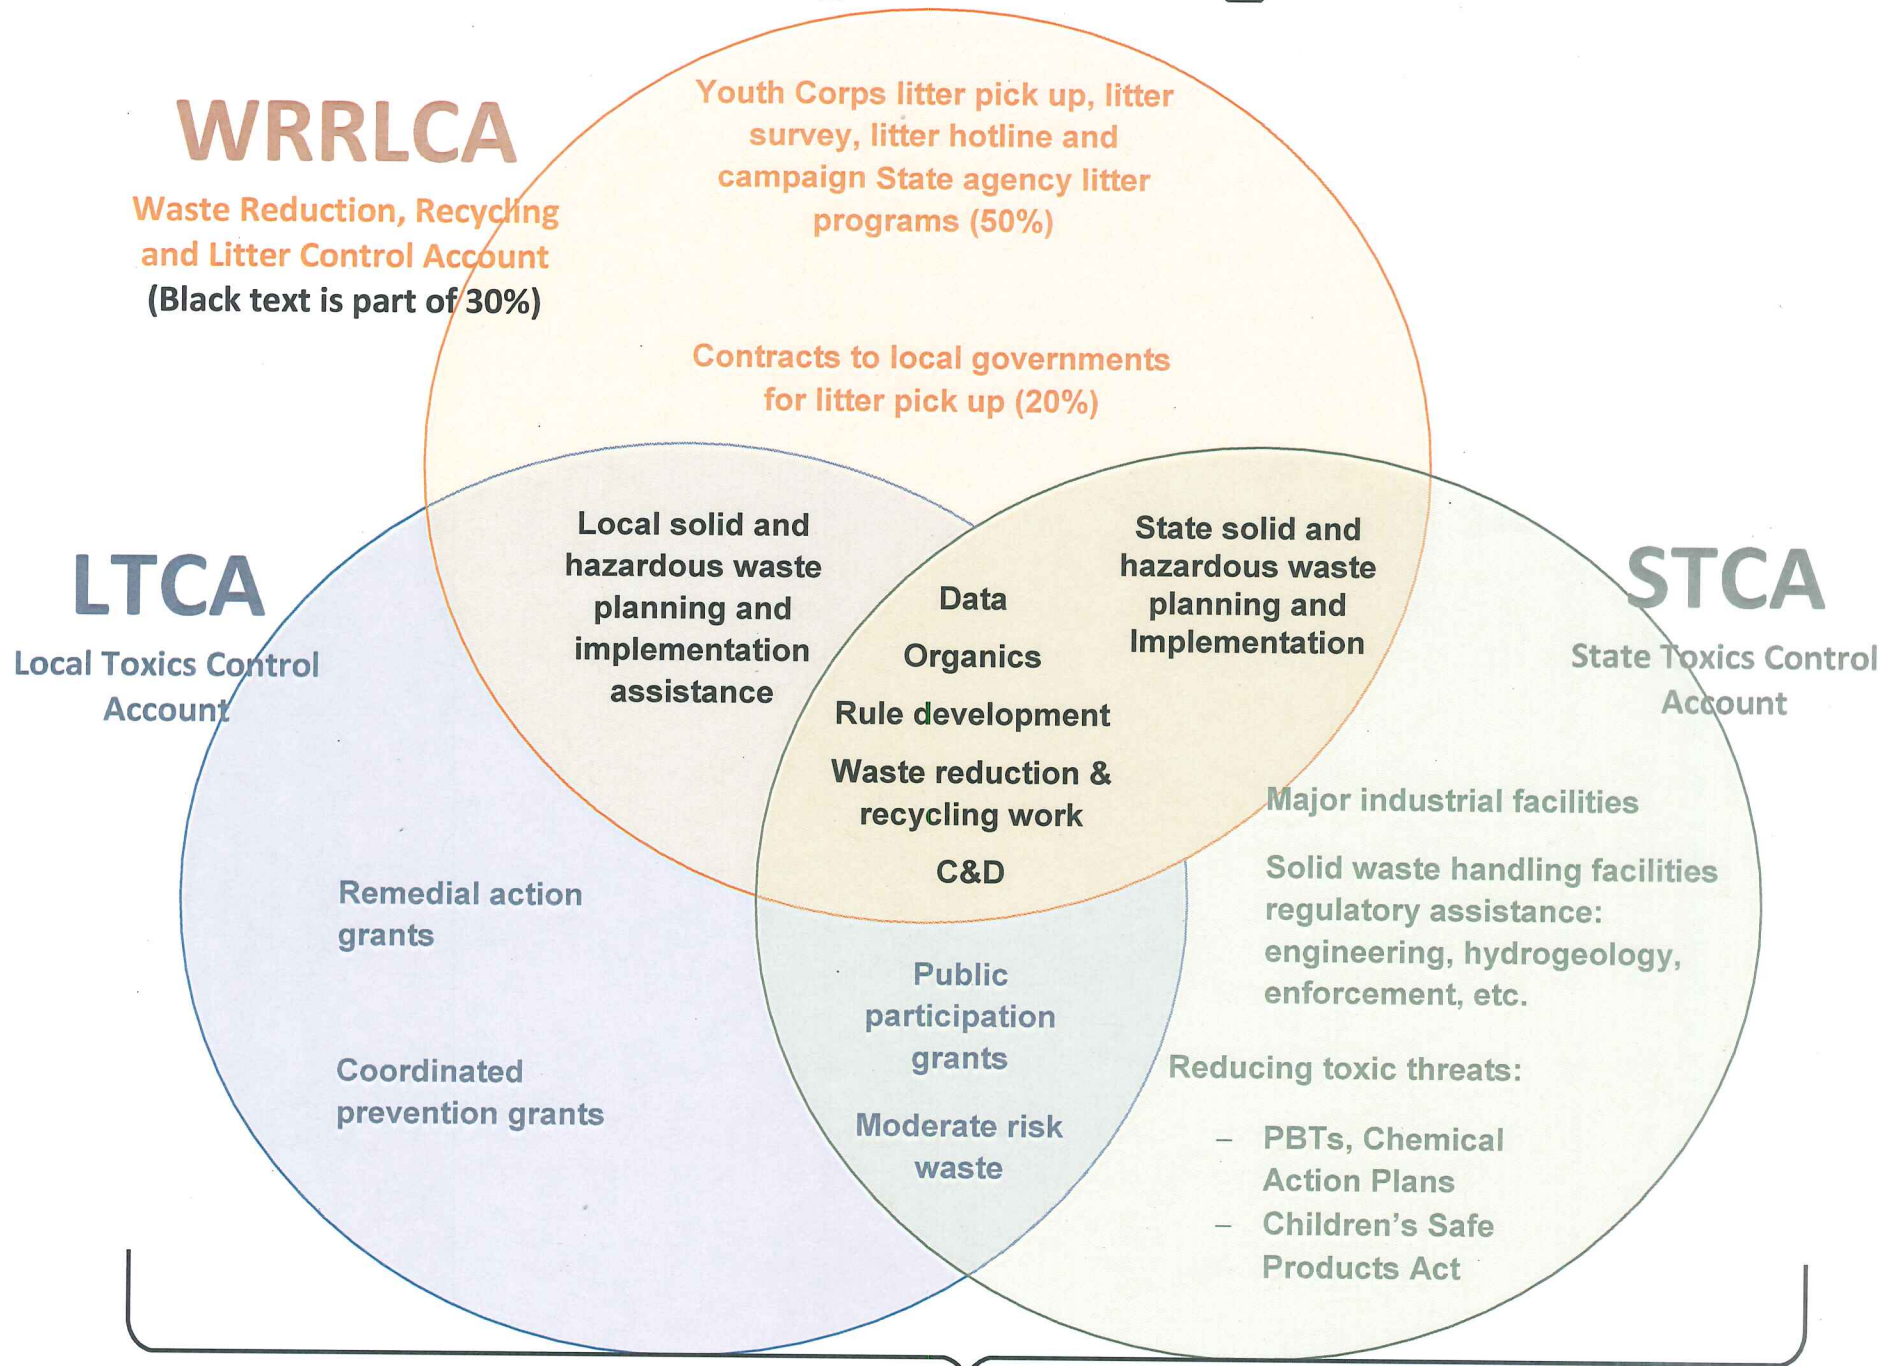 WRRLCA
Waste Reduction, Recycling
and Litter Control Account
(Black text is part of 30%)
Youth Corps litter pick up, litter
survey, litter hotline and
campaign State agency litter
programs (50%)
Contracts to local governments
for litter pick up (20%)
LTCA
Local Toxics Control
Account
Local solid and
hazardous waste
planning and
implementation
assistance
Data
Organics
Rule development
Waste reduction &
recycling work
C&D
State solid and
hazardous waste
planning and
Implementation
STCA
State Toxics Control
Account
Remedial action
grants
Coordinated
prevention grants
Public
participation
grants
Moderate risk
waste
Major industrial facilities
Solid waste handling facilities
regulatory assistance:
engineering, hydrogeology,
enforcement, etc.
Reducing toxic threats:
– PBTs, Chemical
Action Plans
– Children's Safe
Products Act